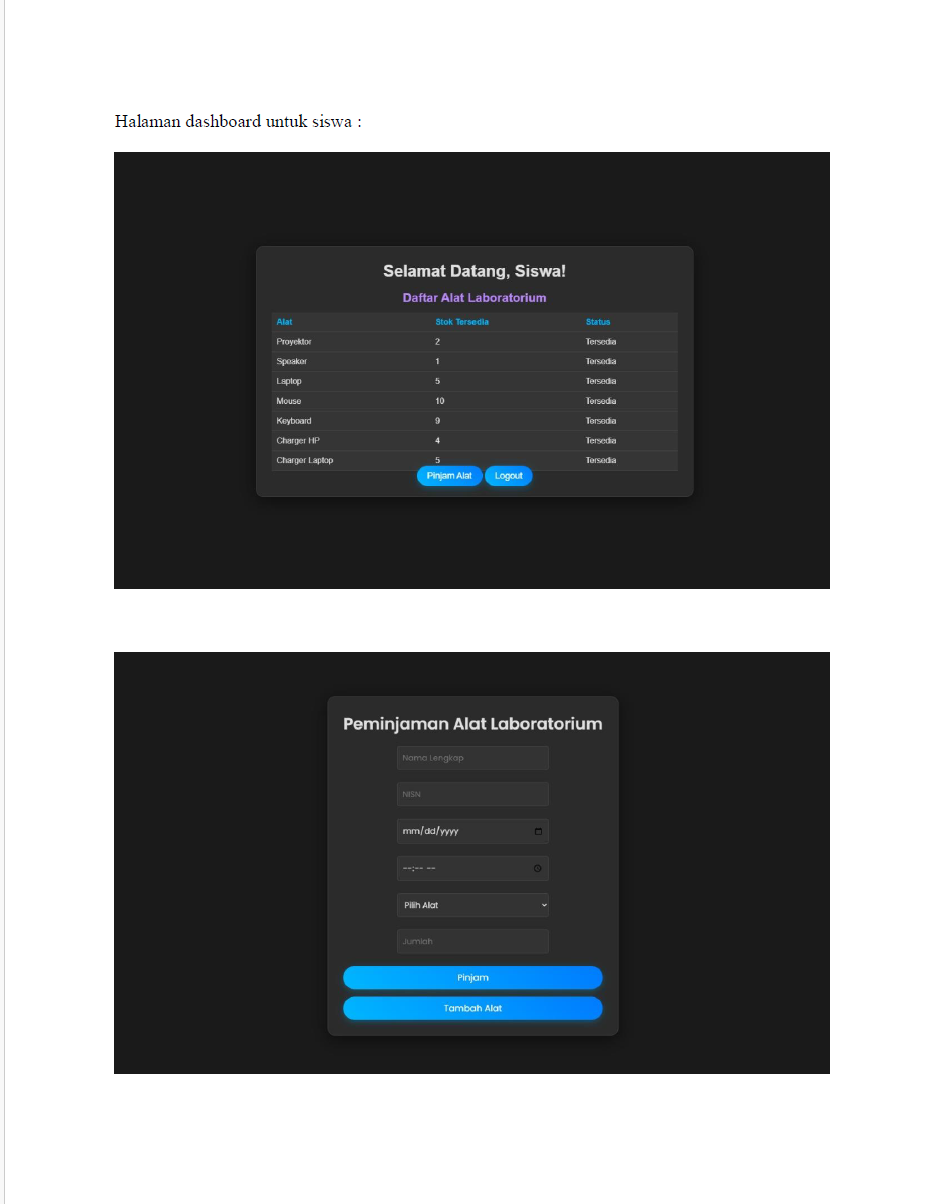 Halaman dashboard untuk siswa :
Selamat Datang, Siswa!
Daftar Alat Laboratorium
Alat Stok Tersedia Status
Proyektor 2 Tersedia
Speaker 1 Tersedia
Laptop 5 Tersedia
Mouse 10 Tersedia
Keyboard 9 Tersedia
Charger HP 4 Tersedia
Charger Laptop 5 Tersedia
Pinjam Alat Logout
Peminjaman Alat Laboratorium
Nama Lengkap
NISN
mm/dd/yyyy
--:-- --
Pilih Alat
Jumlah
Pinjam
Tambah Alat